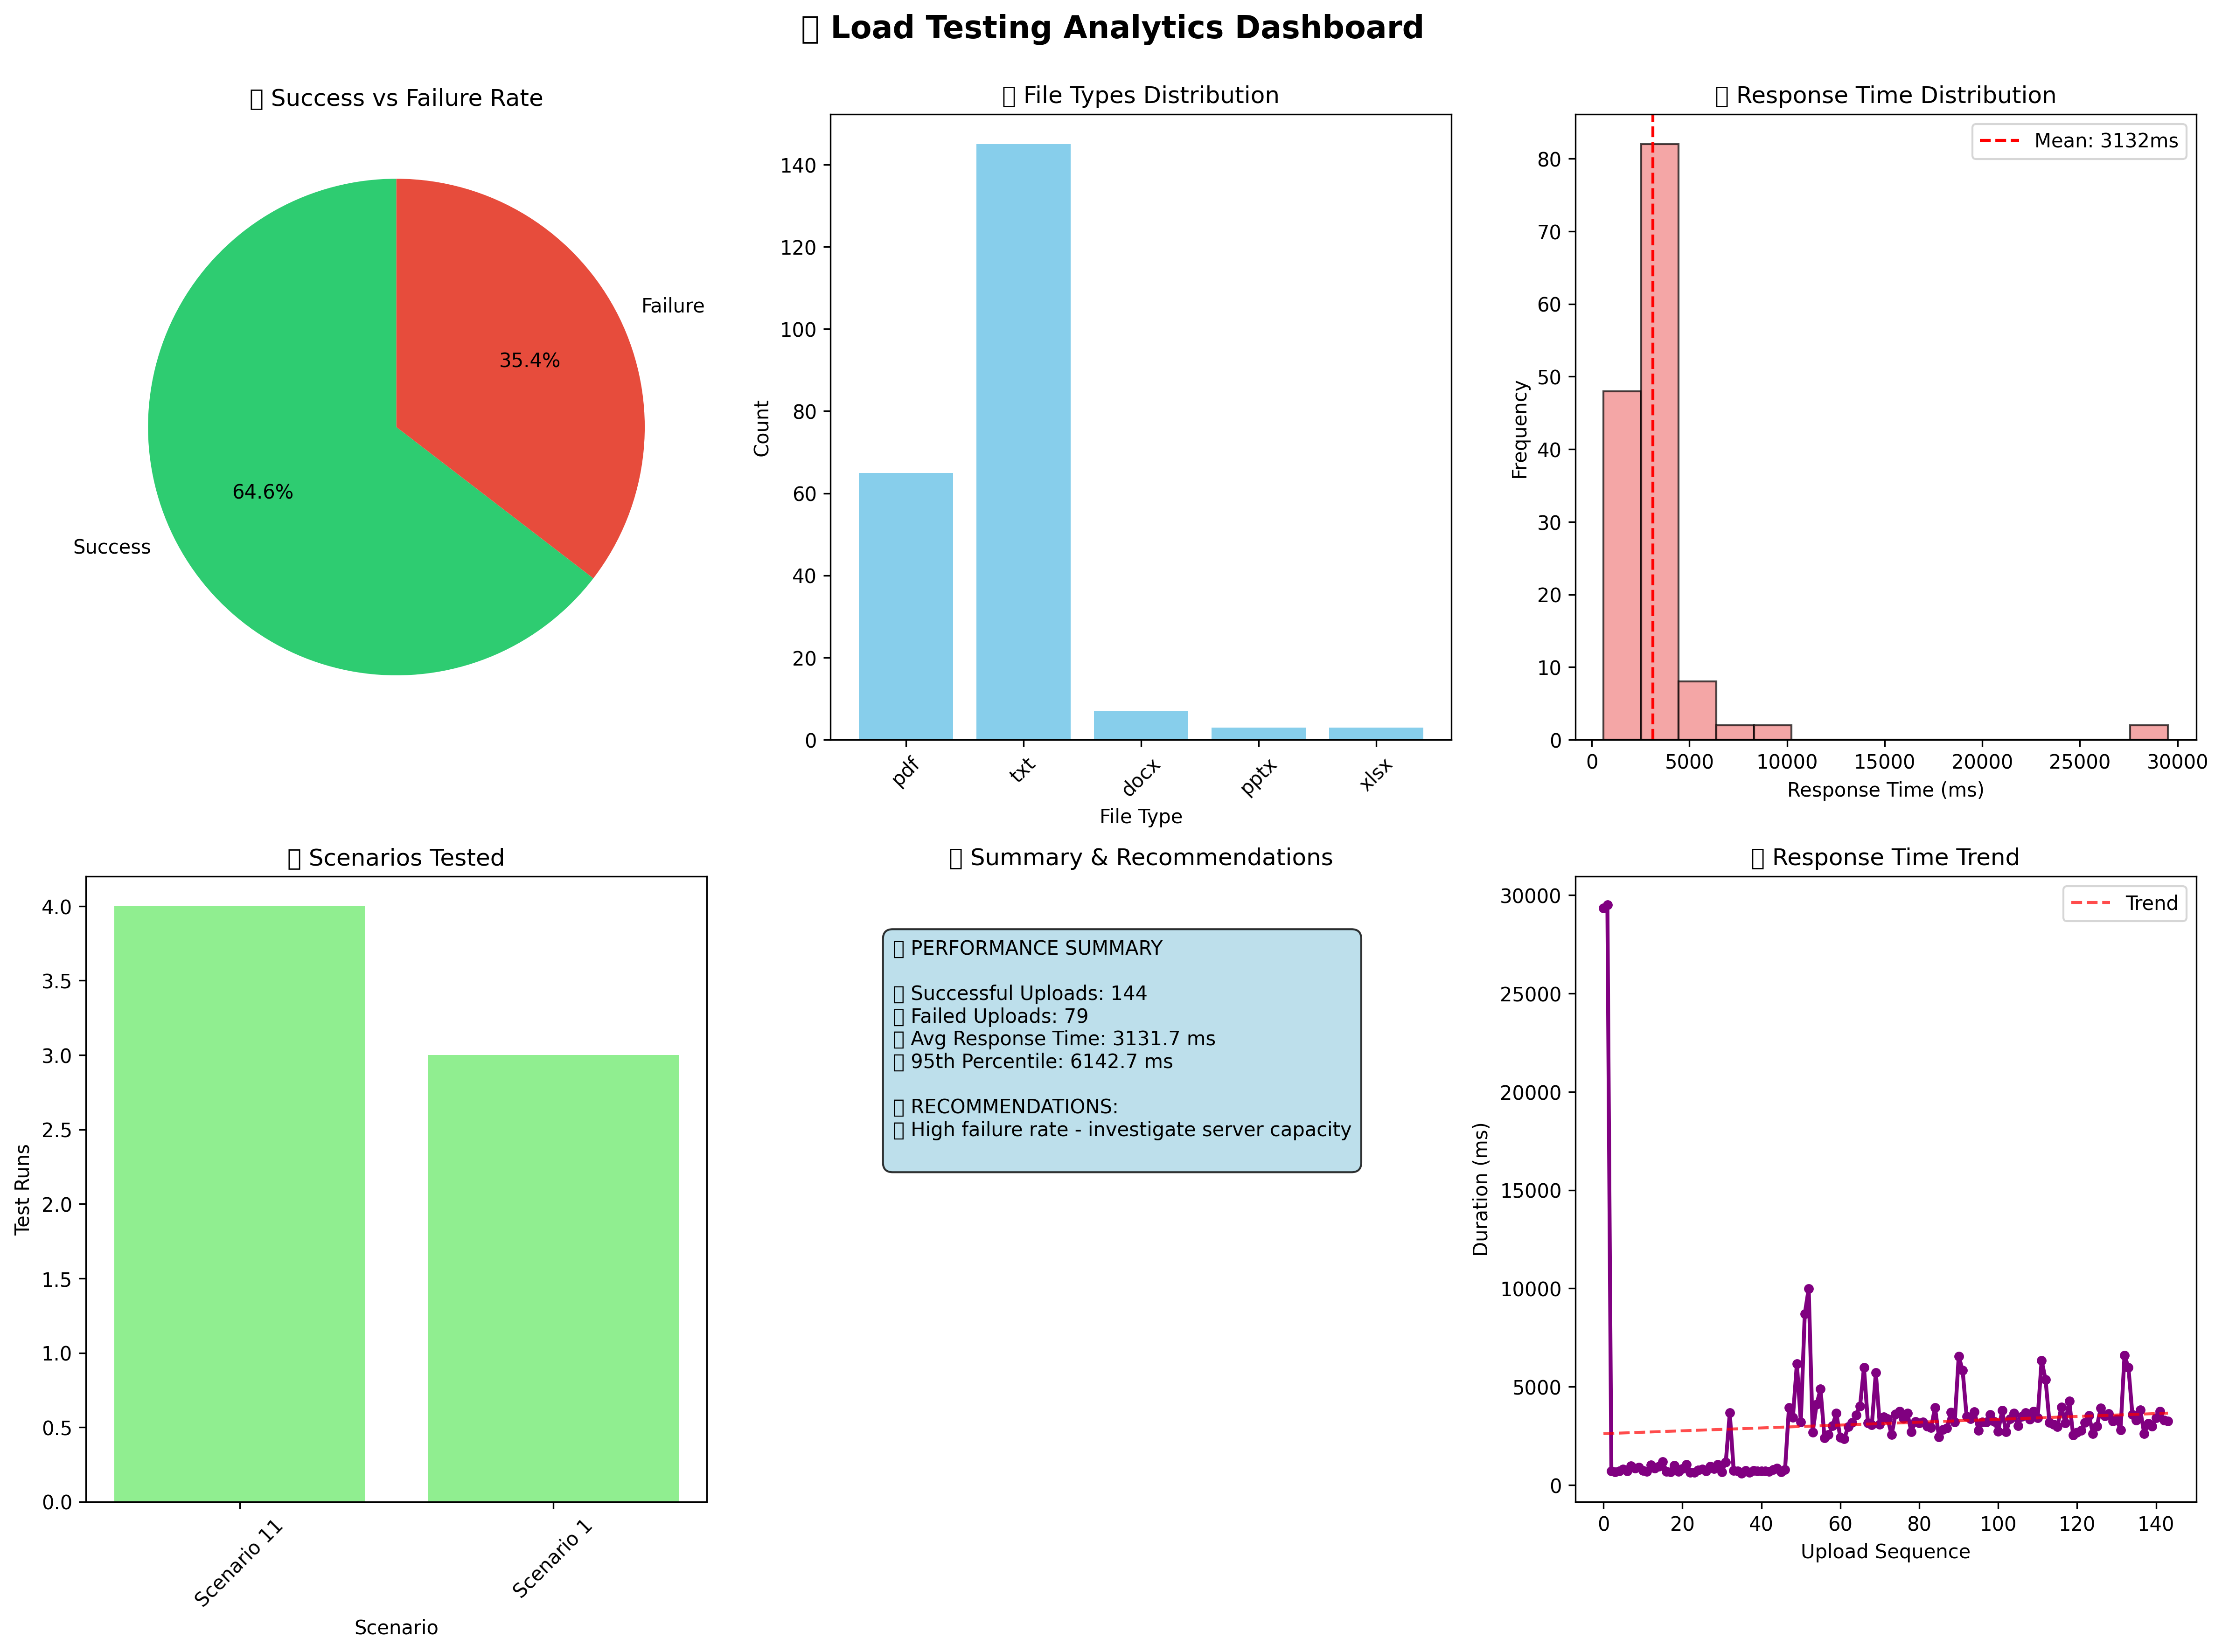 Load Testing Analytics Dashboard
Success vs Failure Rate
Failure
35.4%
64.6%
Success
File Types Distribution
Count
140
120
100
80
60
40
20
0
pdf
txt
docx
pptx
xlsx
File Type
Response Time Distribution
Mean: 3132ms
Frequency
80
70
60
50
40
30
20
10
0
0
5000
10000
15000
20000
25000
30000
Response Time (ms)
Scenarios Tested
Test Runs
4.0
3.5
3.0
2.5
2.0
1.5
1.0
0.5
0.0
Scenario 11
Scenario 1
Scenario
Summary & Recommendations
PERFORMANCE SUMMARY
Successful Uploads: 144
Failed Uploads: 79
Avg Response Time: 3131.7 ms
95th Percentile: 6142.7 ms
RECOMMENDATIONS:
High failure rate - investigate server capacity
Response Time Trend
Trend
Duration (ms)
30000
25000
20000
15000
10000
5000
0
0
20
40
60
80
100
120
140
Upload Sequence